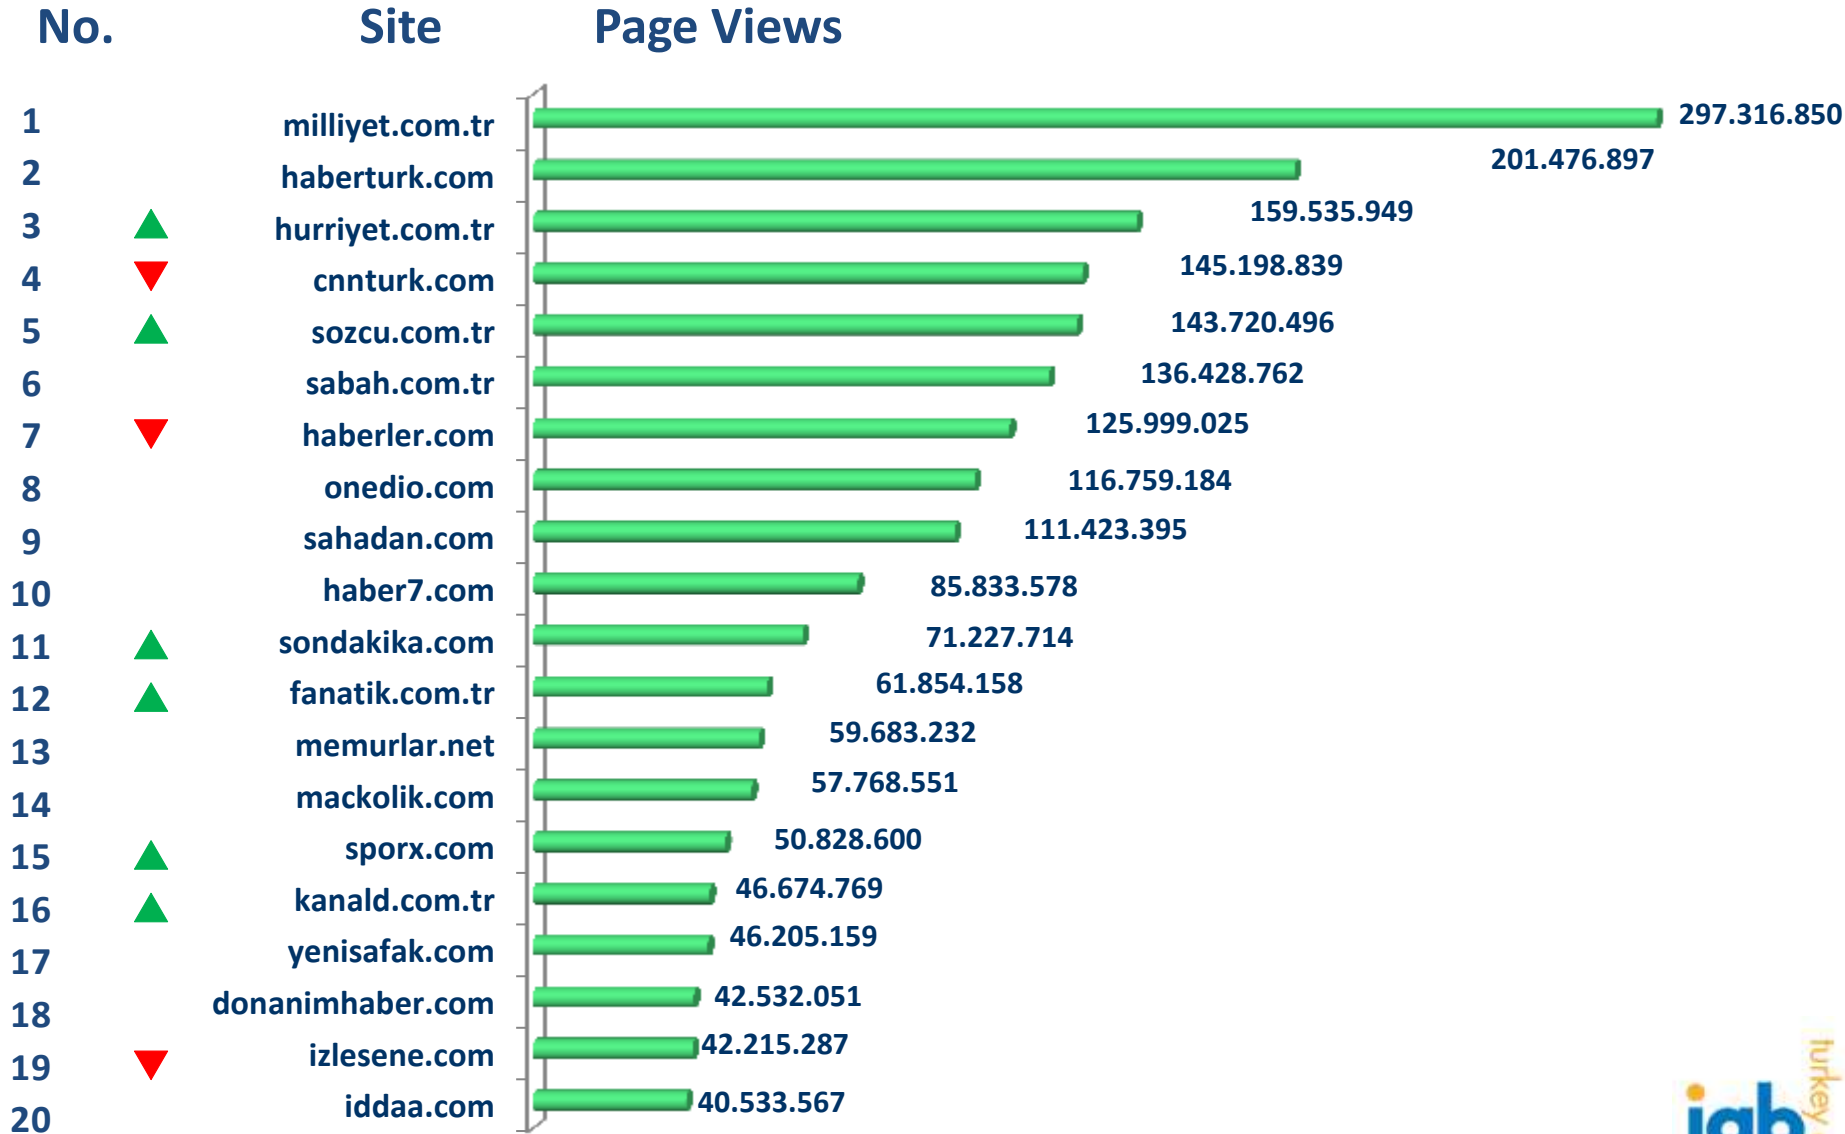 No. Site Page Views
1 milliyet.com.tr 297.316.850
2 haberturk.com 201.476.897
3 hurriyet.com.tr 159.535.949
4 cnnturk.com 145.198.839
5 sozcu.com.tr 143.720.496
6 sabah.com.tr 136.428.762
7 haberler.com 125.999.025
8 onedio.com 116.759.184
9 sahadan.com 111.423.395
10 haber7.com 85.833.578
11 sondakika.com 71.227.714
12 fanatik.com.tr 61.854.158
13 memurlar.net 59.683.232
14 mackolik.com 57.768.551
15 sporx.com 50.828.600
16 kanald.com.tr 46.674.769
17 yenisafak.com 46.205.159
18 donanimhaber.com 42.532.051
19 izlesene.com 42.215.287
20 iddaa.com 40.533.567
iab turkey